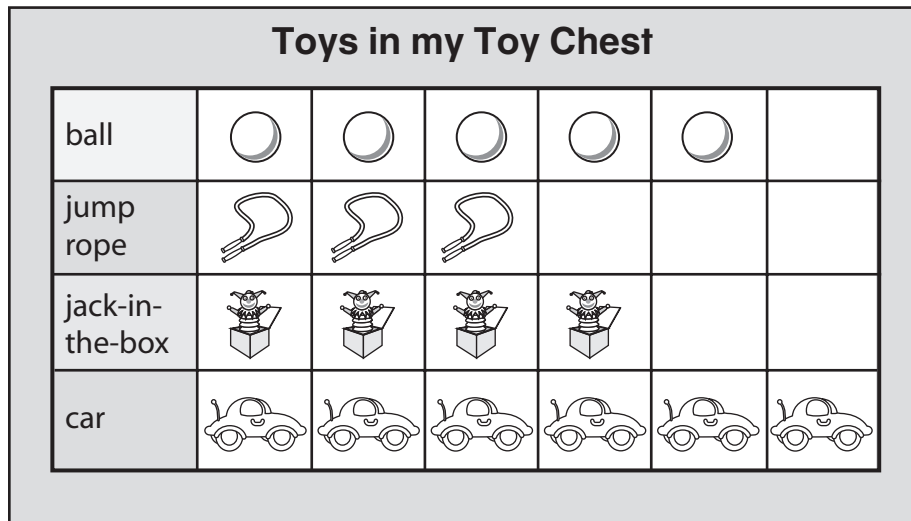 Toys in my Toy Chest
ball
jump
rope
jack-in-
the-box
car